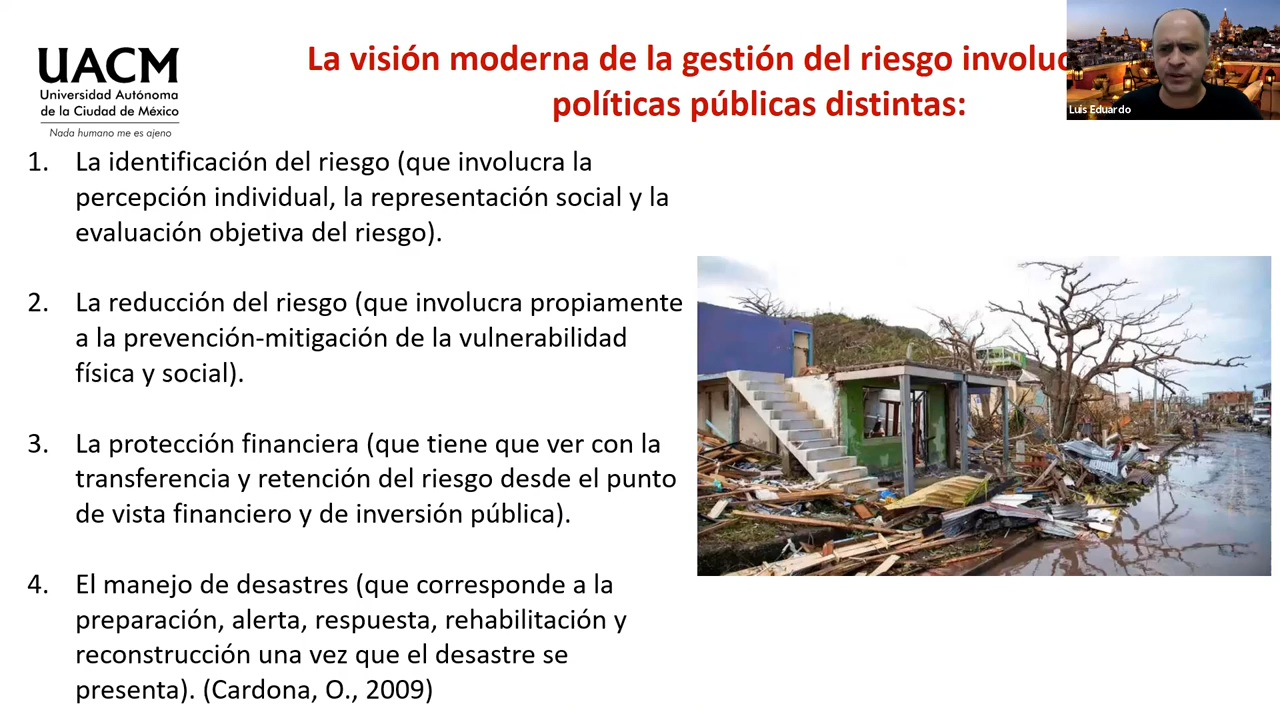 UACM
Universidad Autónoma
de la Ciudad de México
Nada humano me es ajeno
La visión moderna de la gestión del riesgo
políticas públicas distintas:
Luis Eduardo
1. La identificación del riesgo (que involucra la
percepción individual, la representación social y la
evaluación objetiva del riesgo).
2. La reducción del riesgo (que involucra propiamente
a la prevención-mitigación de la vulnerabilidad
física y social).
3. La protección financiera (que tiene que ver con la
transferencia y retención del riesgo desde el punto
de vista financiero y de inversión pública).
4. El manejo de desastres (que corresponde a la
preparación, alerta, respuesta, rehabilitación y
reconstrucción una vez que el desastre se
presenta). (Cardona, O., 2009)